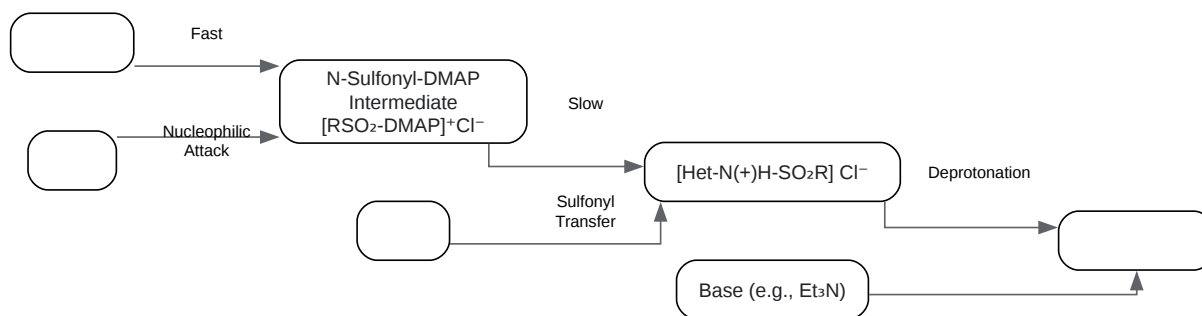 Fast
N-Sulfonyl-DMAP
Intermediate
[RSO₂-DMAP]⁺Cl⁻
Nucleophilic
Attack
Slow
[Het-N(+)H-SO₂R] Cl⁻
Sulfonyl
Transfer
Deprotonation
Base (e.g., Et₃N)